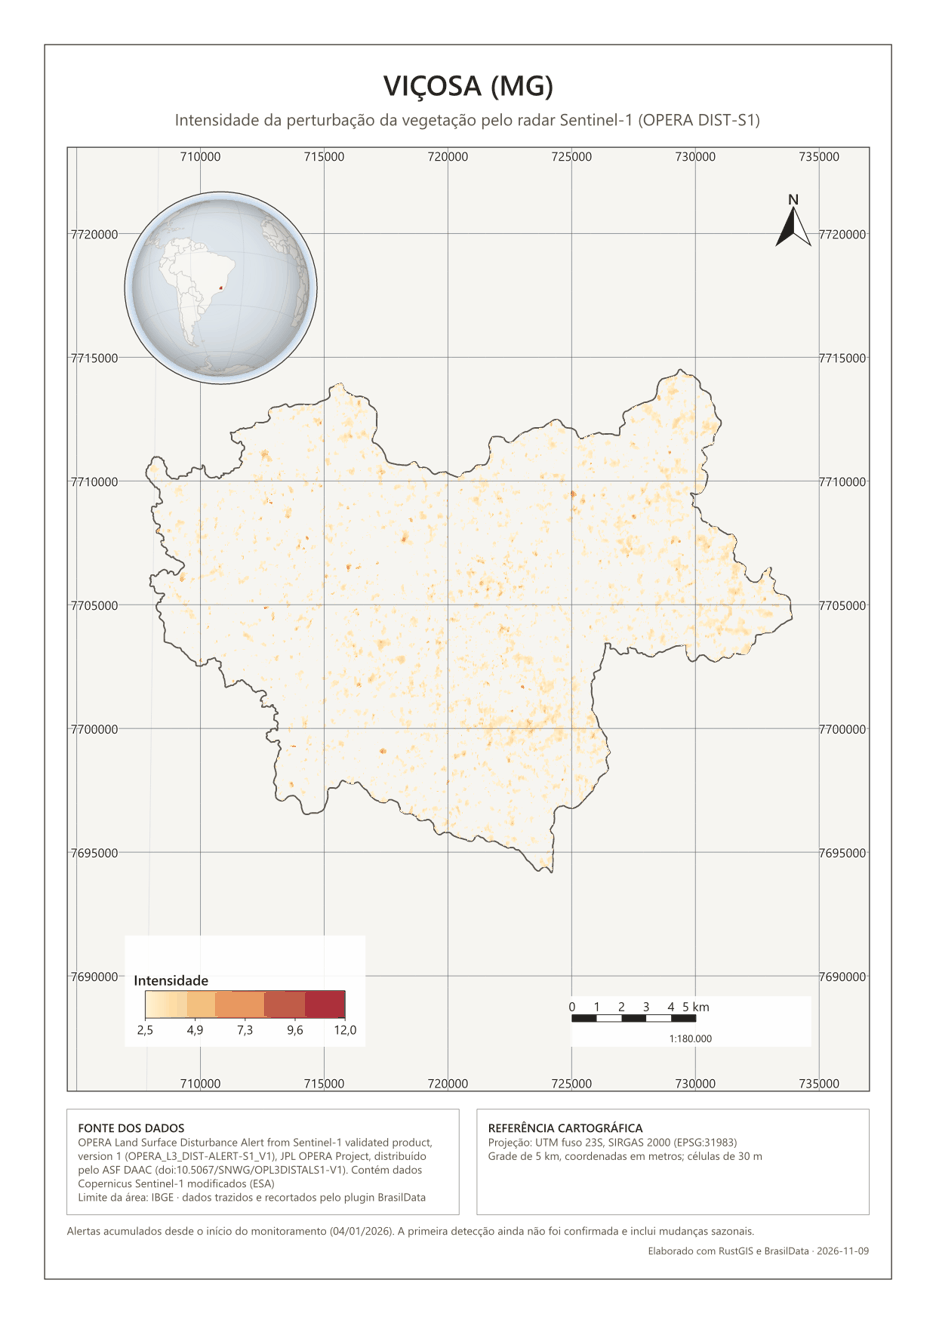 VIÇOSA (MG)
Intensidade da perturbação da vegetação pelo radar Sentinel-1 (OPERA DIST-S1)
710000 715000 720000 725000 730000 735000
N
7720000 7720000
7715000 7715000
7710000 7710000
7705000 7705000
7700000 7700000
7695000 7695000
7690000 7690000
Intensidade
2,5 4,9 7,3 9,6 12,0
0 1 2 3 4 5 km
1:180.000
710000 715000 720000 725000 730000 735000
FONTE DOS DADOS
OPERA Land Surface Disturbance Alert from Sentinel-1 validated product,
version 1 (OPERA_L3_DIST-ALERT-S1_V1), JPL OPERA Project, distribuído
pelo ASF DAAC (doi:10.5067/SNWG/OPL3DISTALS1-V1). Contém dados
Copernicus Sentinel-1 modificados (ESA)
Limite da área: IBGE · dados trazidos e recortados pelo plugin BrasilData
REFERÊNCIA CARTOGRÁFICA
Projeção: UTM fuso 23S, SIRGAS 2000 (EPSG:31983)
Grade de 5 km, coordenadas em metros; células de 30 m
Alertas acumulados desde o início do monitoramento (04/01/2026). A primeira detecção ainda não foi confirmada e inclui mudanças sazonais.
Elaborado com RustGIS e BrasilData · 2026-11-09